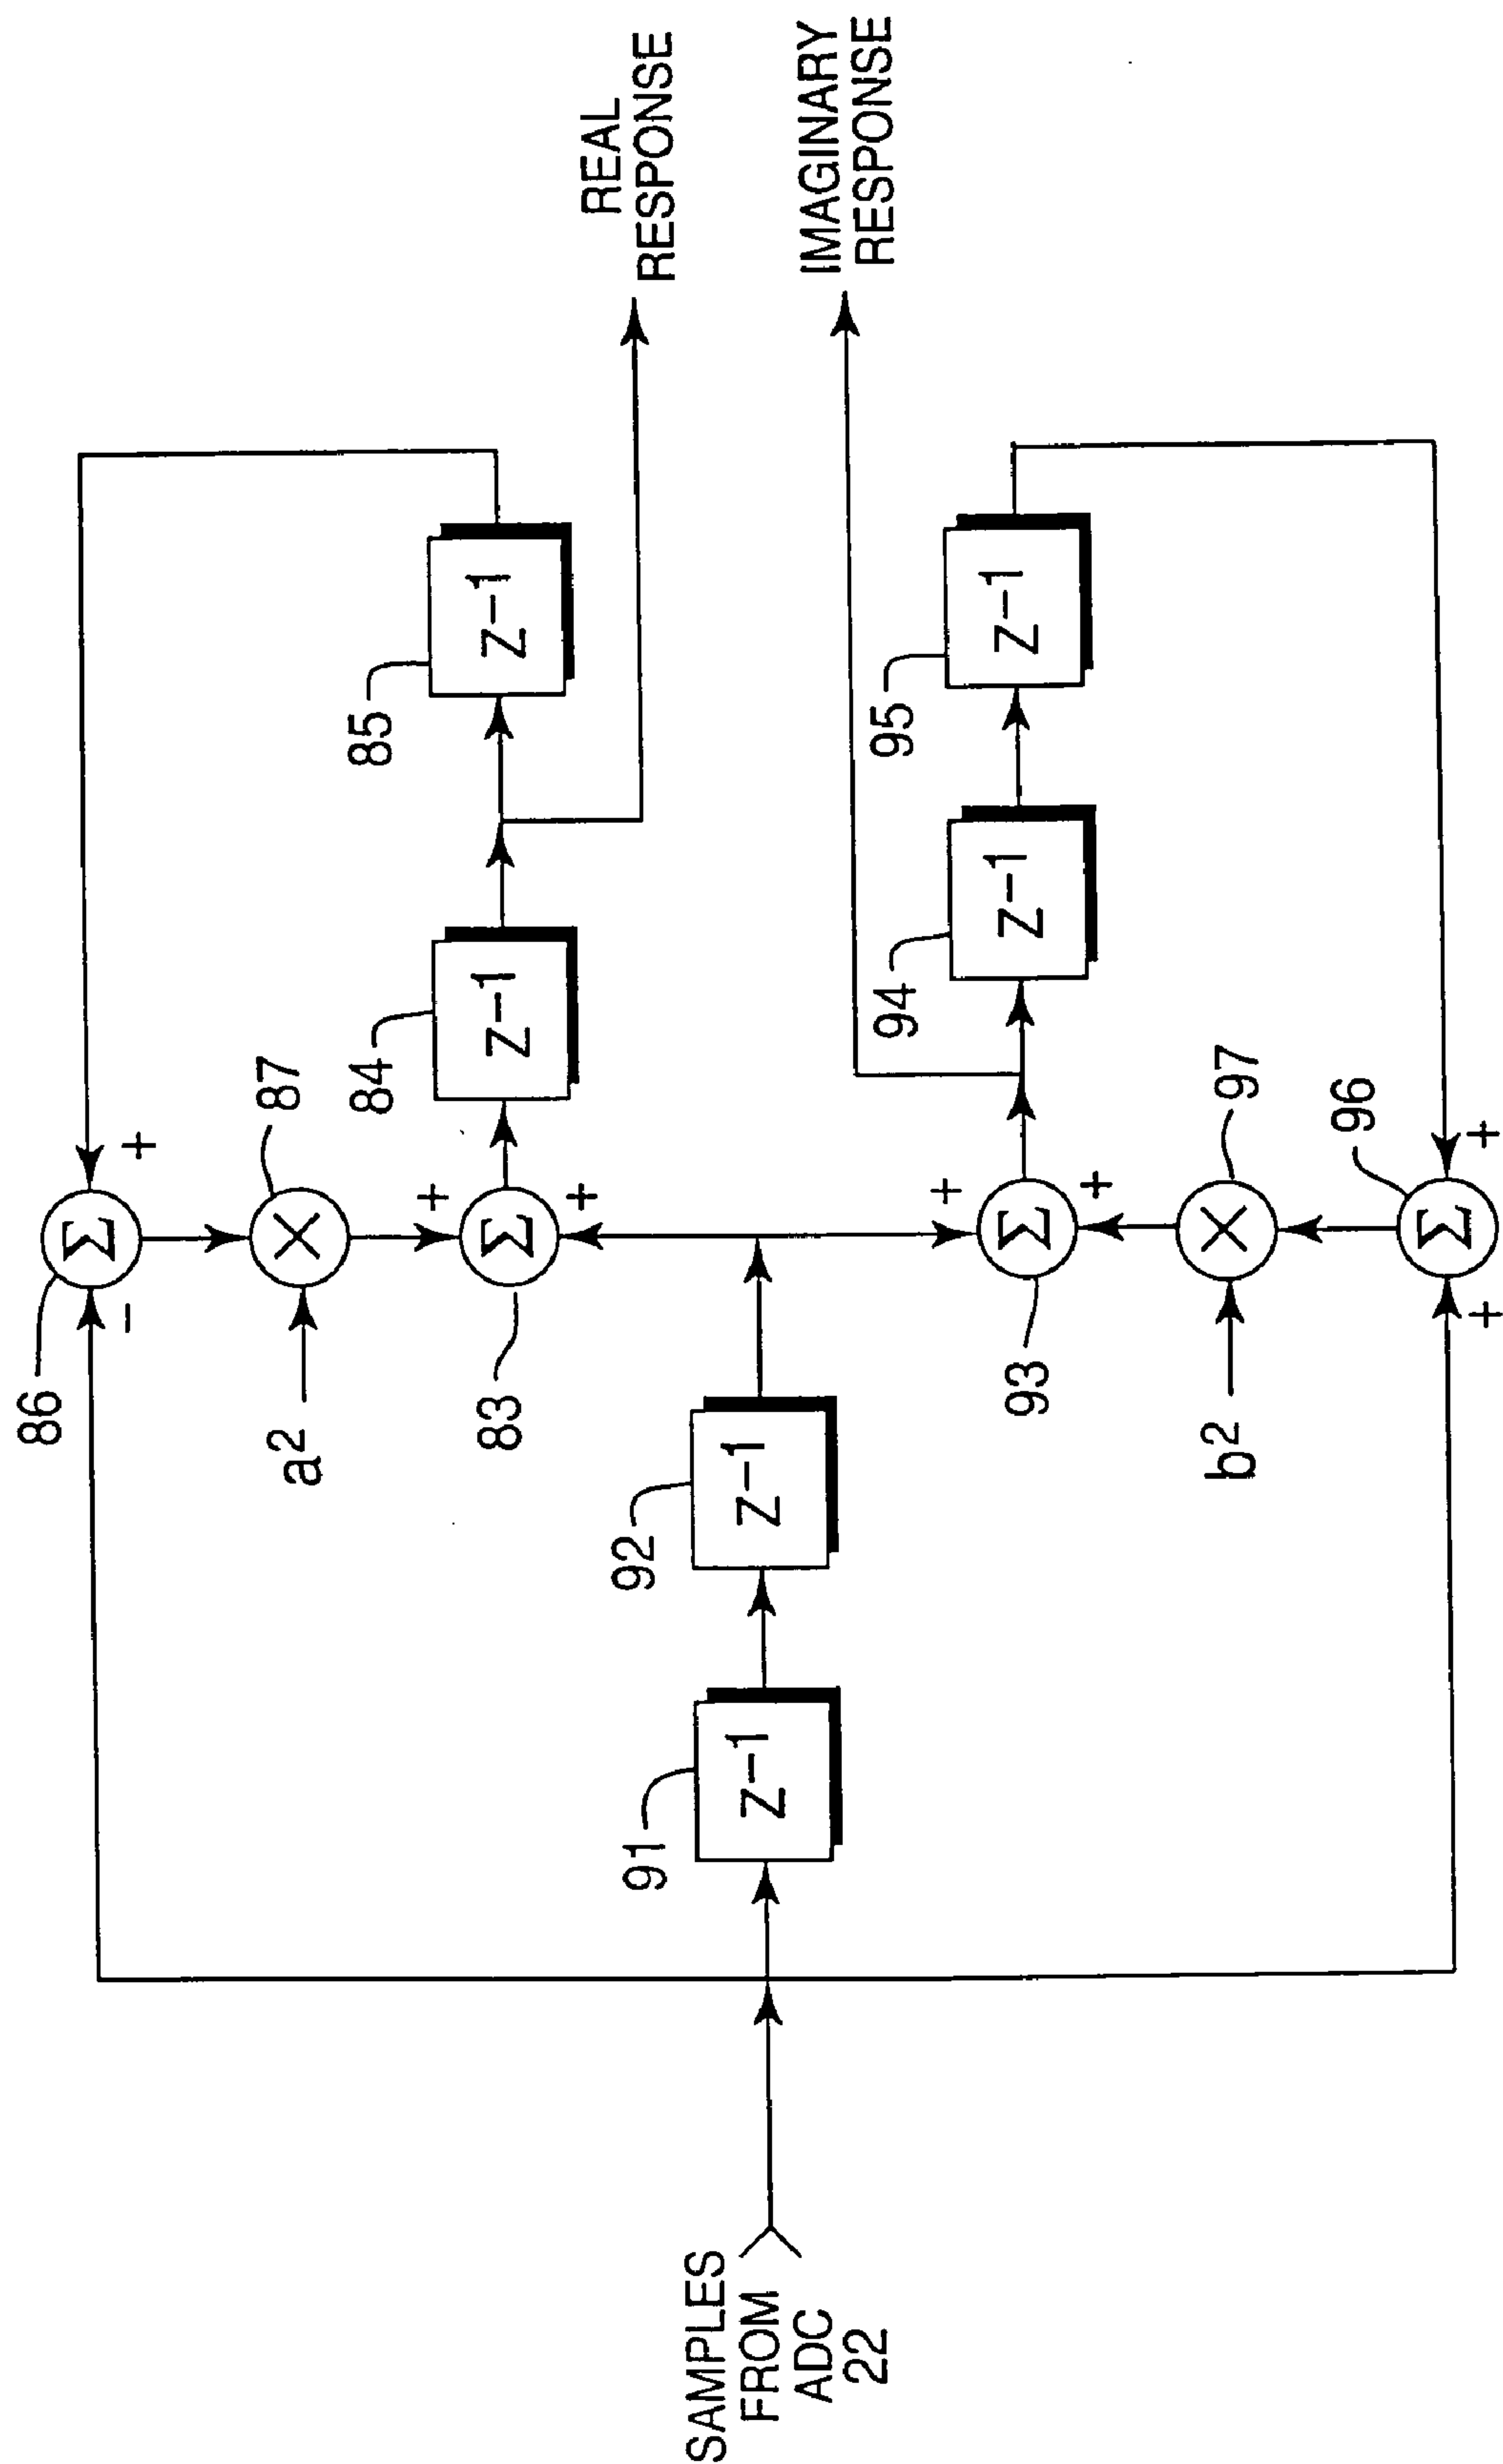 86
+
-
a²
87
+
83
+
84
Z⁻¹
85
Z⁻¹
REAL
RESPONSE
SAMPLES
FROM
ADC
22
91
Z⁻¹
92
Z⁻¹
IMAGINARY
RESPONSE
+
93
+
94
Z⁻¹
95
Z⁻¹
b²
97
96
+
+
Σ
Σ
Σ
Σ
×
×